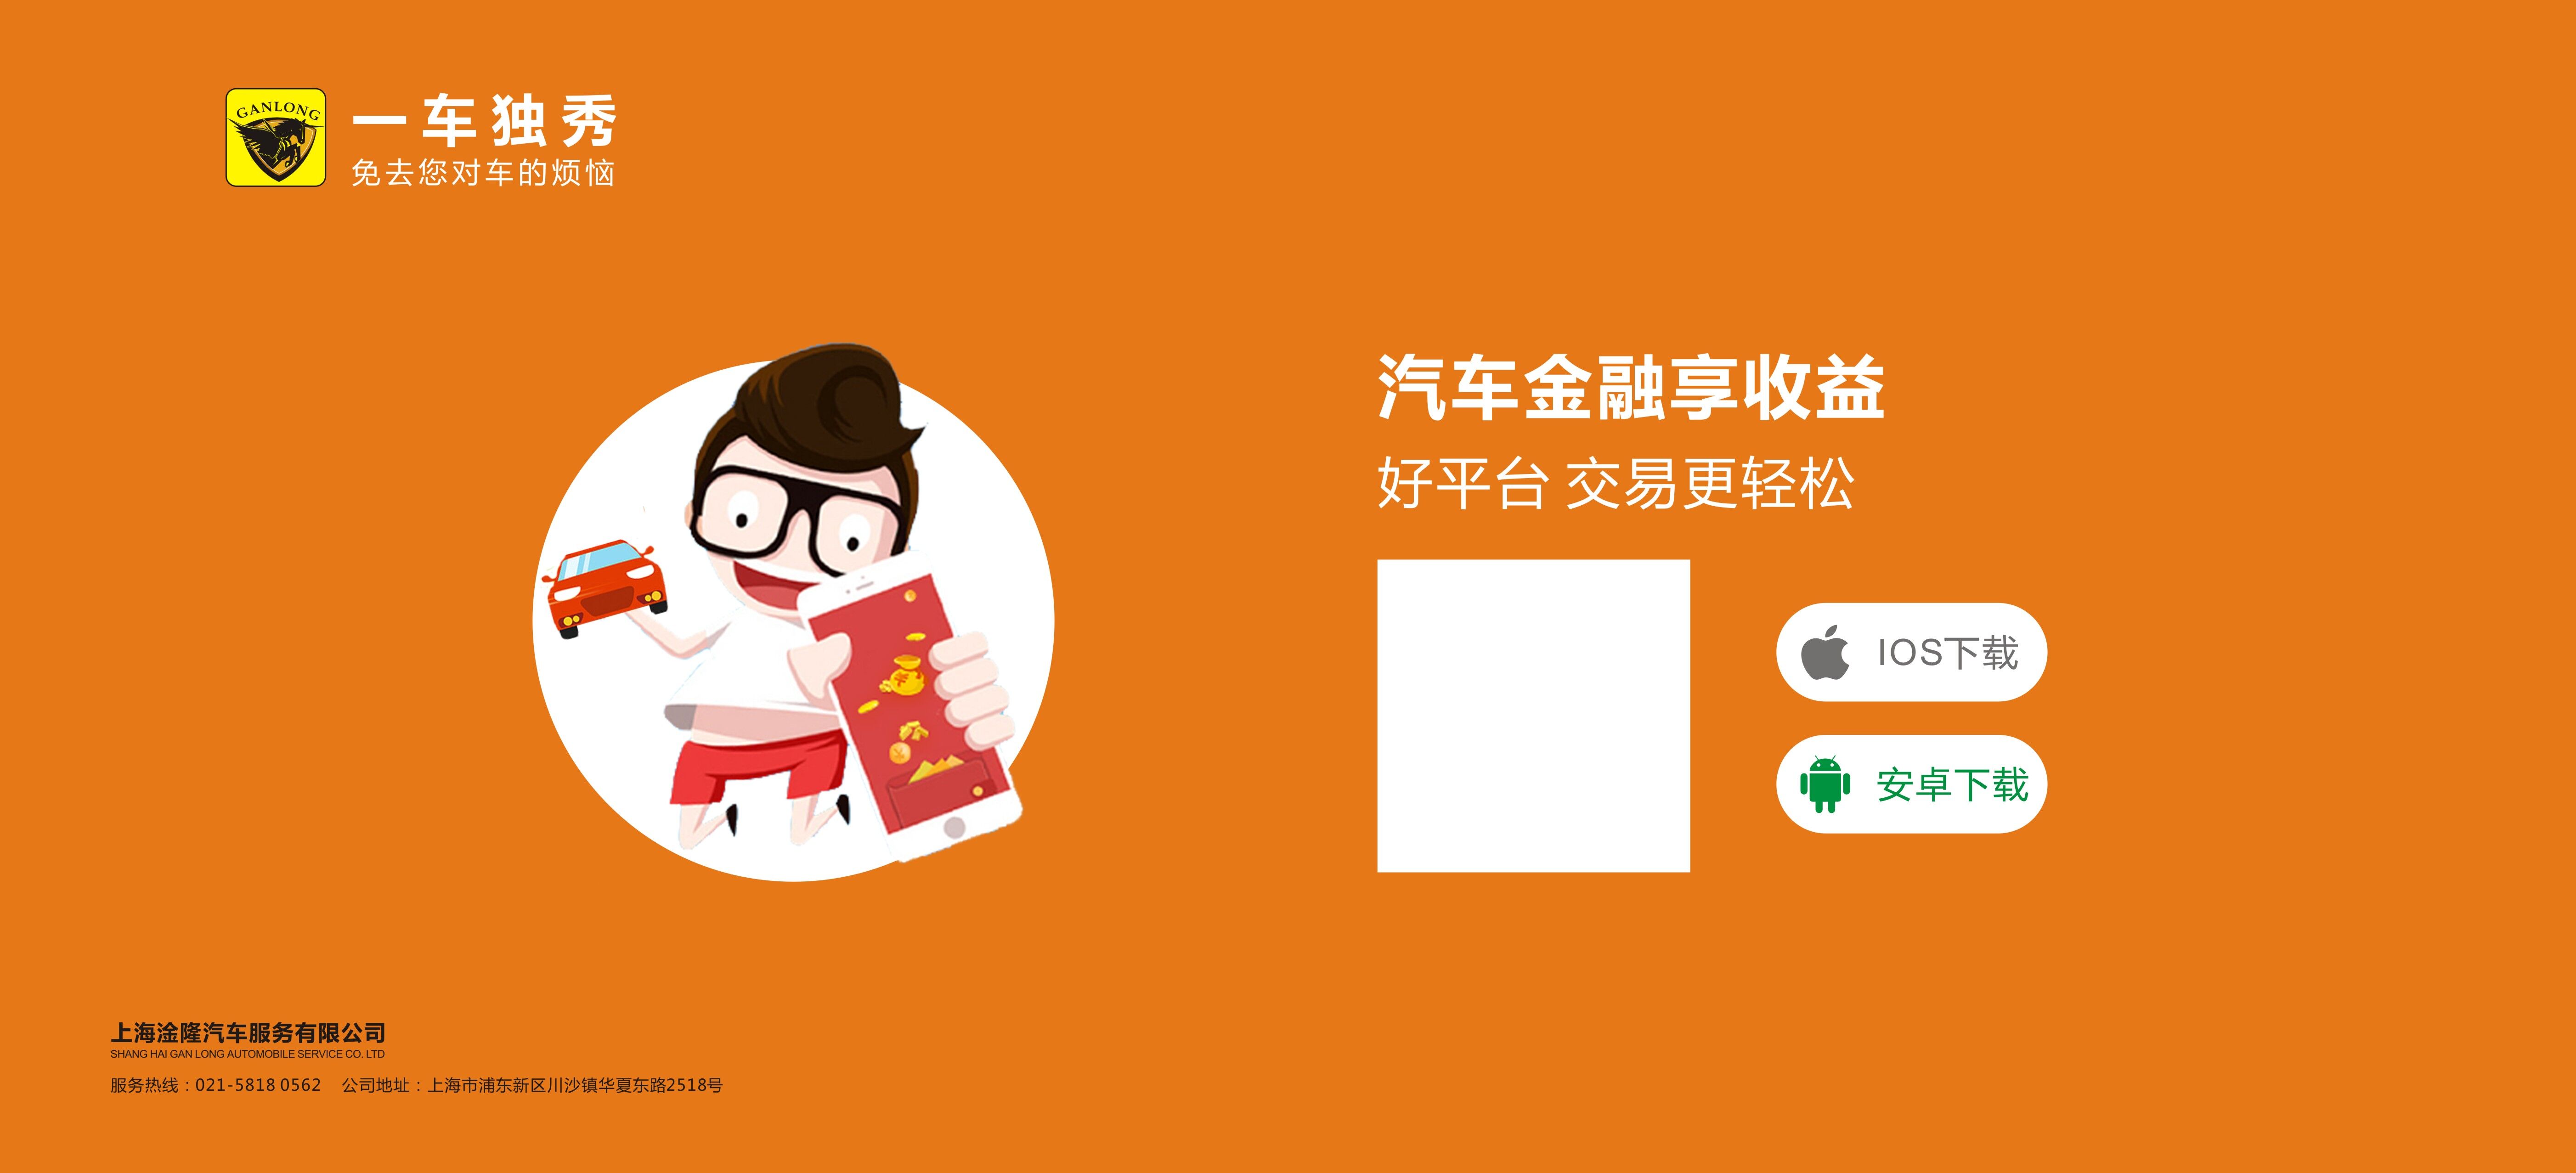 GANLONG
一车独秀
免去您对车的烦恼
汽车金融享收益
好平台 交易更轻松
IOS下载
安卓下载
上海淦隆汽车服务有限公司
SHANG HAI GAN LONG AUTOMOBILE SERVICE CO. LTD
服务热线：021-5818 0562 公司地址：上海市浦东新区川沙镇华夏东路2518号